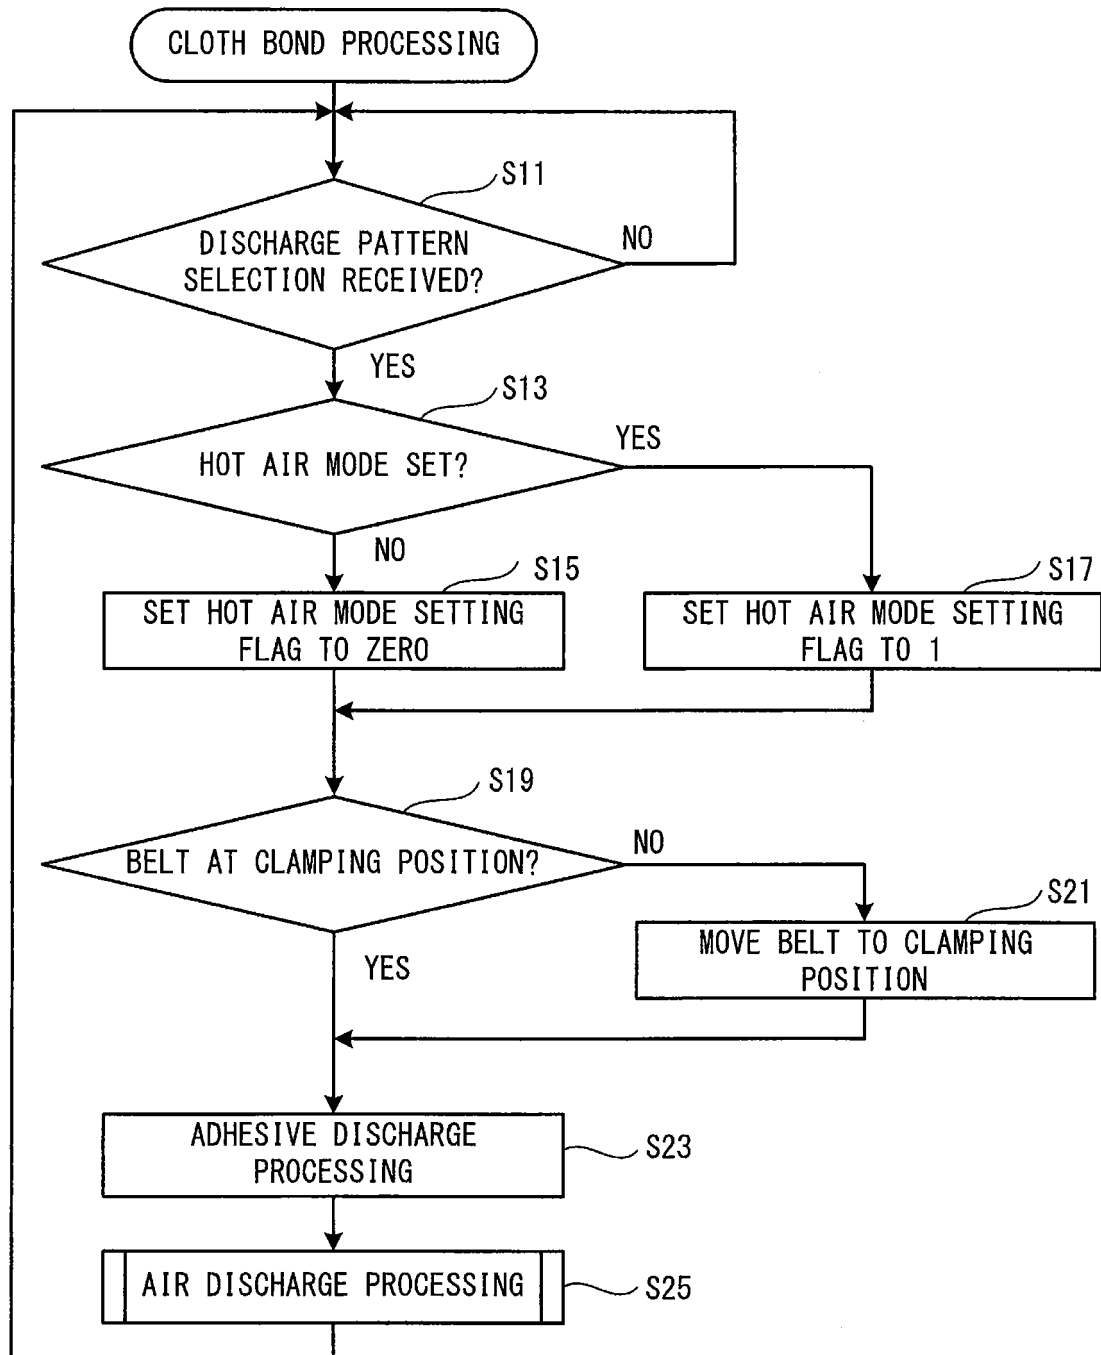 CLOTH BOND PROCESSING
S11
DISCHARGE PATTERN
SELECTION RECEIVED?
NO
YES
S13
HOT AIR MODE SET?
YES
NO
S15
SET HOT AIR MODE SETTING
FLAG TO ZERO
S17
SET HOT AIR MODE SETTING
FLAG TO 1
S19
BELT AT CLAMPING POSITION?
NO
YES
S21
MOVE BELT TO CLAMPING
POSITION
ADHESIVE DISCHARGE
PROCESSING
S23
AIR DISCHARGE PROCESSING
S25